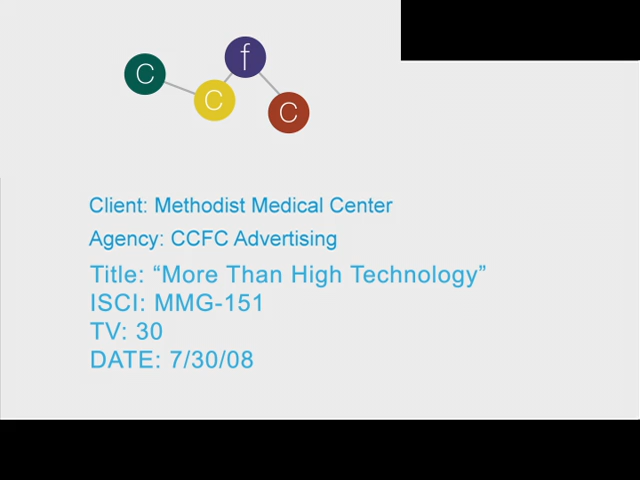 C C f C
Client: Methodist Medical Center
Agency: CCFC Advertising
Title: “More Than High Technology”
ISCI: MMG-151
TV: 30
DATE: 7/30/08